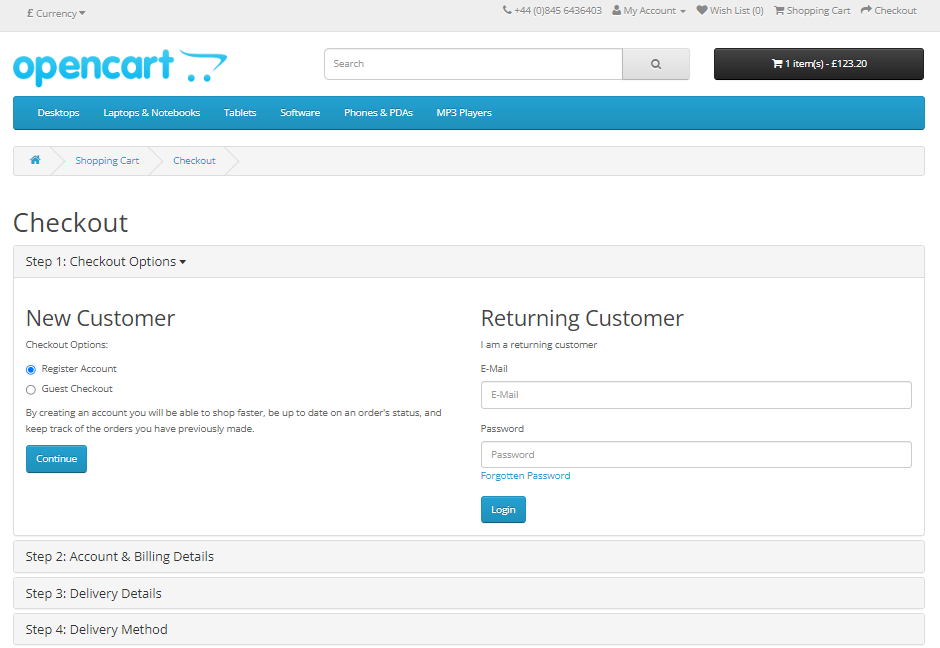 £ Currency
+44 (0)845 6436403 My Account Wish List (0) Shopping Cart Checkout
opencart
Search
1 item(s) - £123.20
Desktops Laptops & Notebooks Tablets Software Phones & PDAs MP3 Players
Shopping Cart Checkout
Checkout
Step 1: Checkout Options
New Customer
Checkout Options:
Register Account
Guest Checkout
By creating an account you will be able to shop faster, be up to date on an order's status, and
keep track of the orders you have previously made.
Continue
Returning Customer
I am a returning customer
E-Mail
E-Mail
Password
Password
Forgotten Password
Login
Step 2: Account & Billing Details
Step 3: Delivery Details
Step 4: Delivery Method